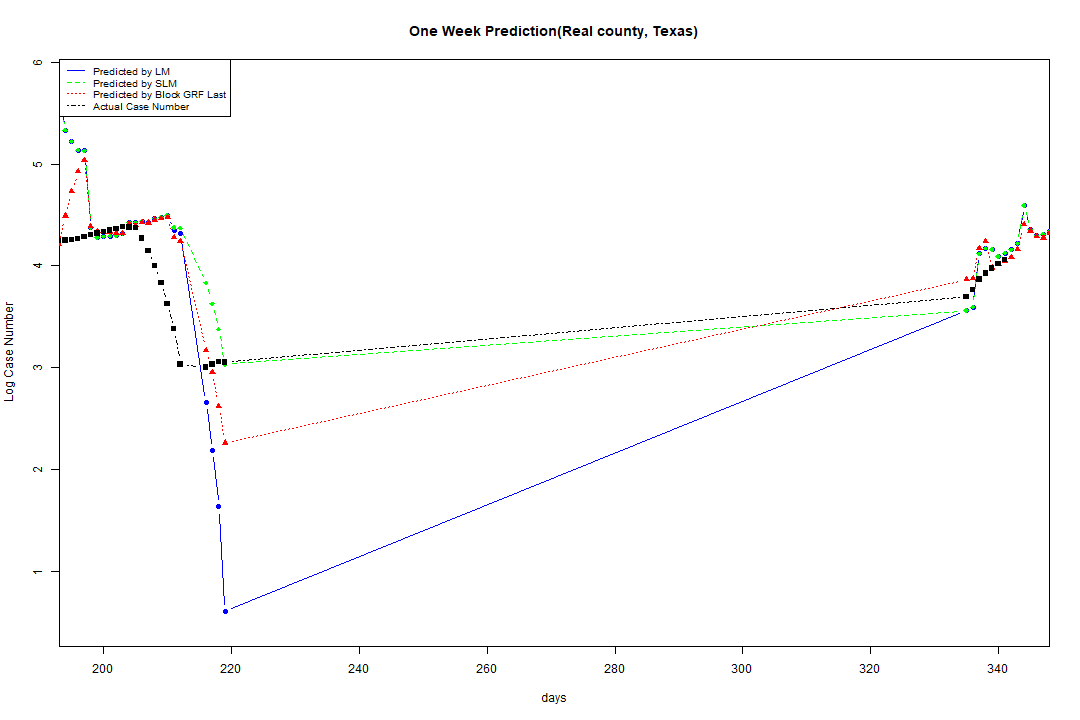 One Week Prediction(Real county, Texas)
6
Predicted by LM
Predicted by SLM
Predicted by Block GRF Last
Actual Case Number
5
4
3
2
1
Log Case Number
200 220 240 260 280 300 320 340
days